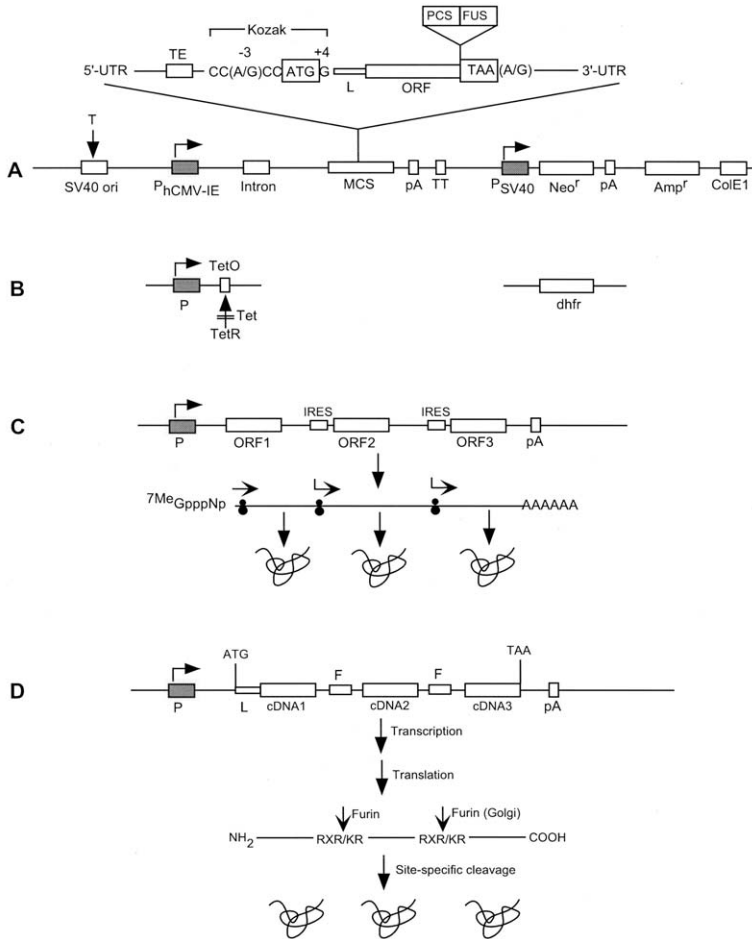 PCS FUS
Kozak
-3 +4
TE
5'-UTR CC(A/G)CC ATG G TAA (A/G) 3'-UTR
L ORF
T
A
SV40 ori PhCMV-IE Intron MCS pA TT PSV40 Neoʳ pA Ampʳ ColE1
TetO
B
P Tet dhfr
TetR
IRES IRES
C
P ORF1 ORF2 ORF3 pA
7MeGpppNp AAAAAA
ATG TAA
F F
D
P L cDNA1 cDNA2 cDNA3 pA
Transcription
Translation
Furin Furin (Golgi)
NH2 RXR/KR RXR/KR COOH
Site-specific cleavage